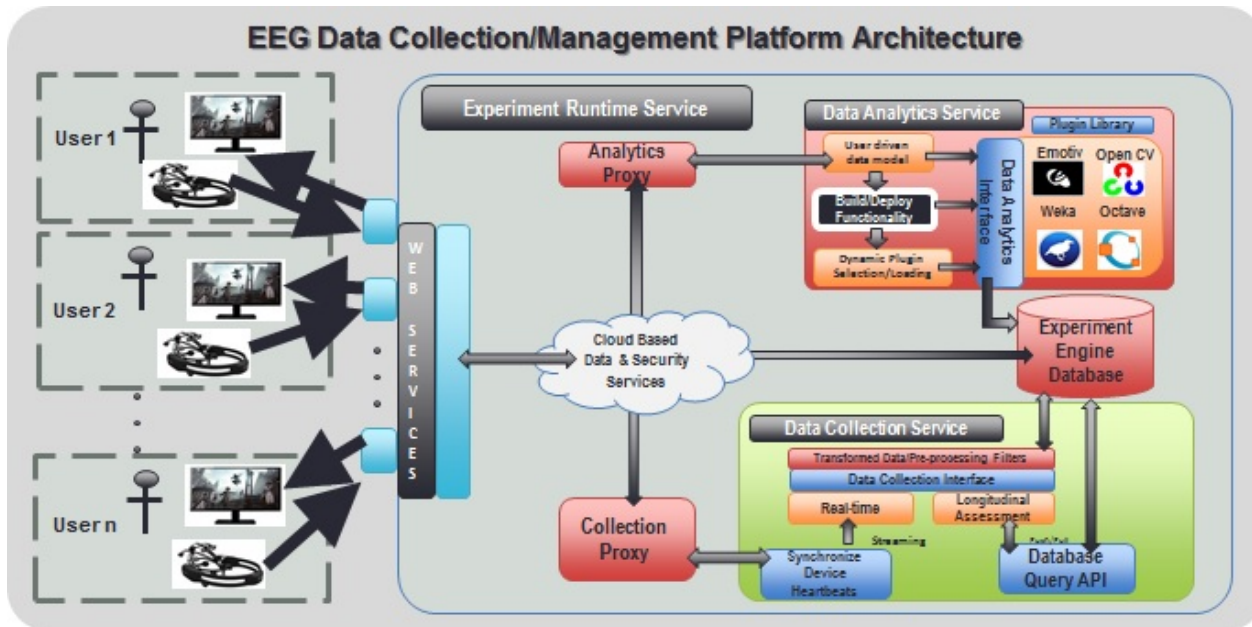 EEG Data Collection/Management Platform Architecture
User 1
User 2
User n
WEB SERVICES
Experiment Runtime Service
Analytics
Proxy
Cloud Based
Data & Security
Services
Collection
Proxy
Data Analytics Service
User driven
data model
Build/Deploy
Functionality
Dynamic Plugin
Selection/Loading
Data Analytics
Interface
Plugin Library
Emotiv
Open CV
Weka
Octave
Experiment
Engine
Database
Data Collection Service
Transformed Data/Pre-processing Filters
Data Collection Interface
Real-time
Longitudinal
Assessment
Streaming
Synchronize
Device
Heartbeats
Database
Query API